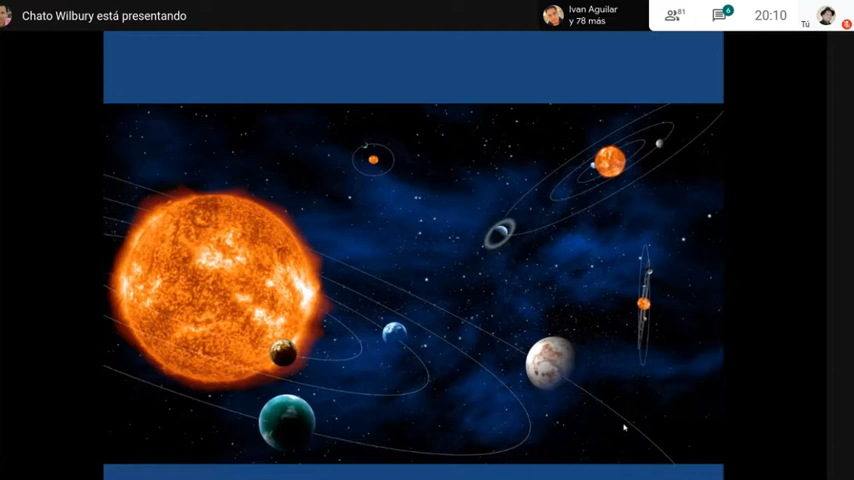 Chato Wilbury está presentando
Ivan Aguilar
y 78 más
81
6
20:10
Tú